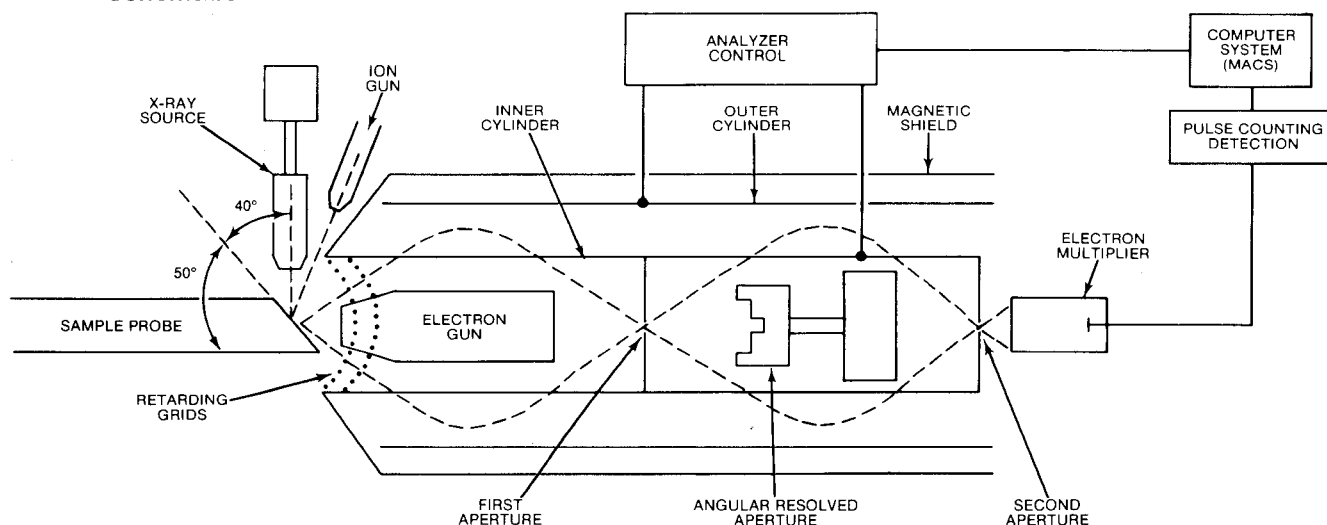 ANALYZER
CONTROL
COMPUTER
SYSTEM
(MACS)
ION
GUN
X-RAY
SOURCE
INNER
CYLINDER
OUTER
CYLINDER
MAGNETIC
SHIELD
PULSE COUNTING
DETECTION
40°
50°
ELECTRON
MULTIPLIER
SAMPLE PROBE
ELECTRON
GUN
RETARDING
GRIDS
FIRST
APERTURE
ANGULAR RESOLVED
APERTURE
SECOND
APERTURE